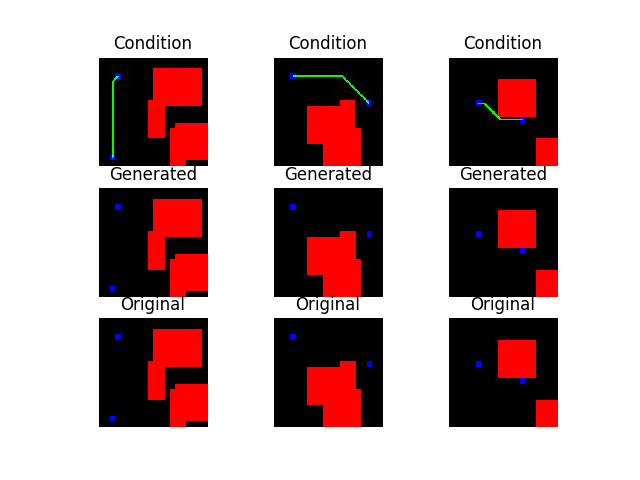 Condition Condition Condition
Generated Generated Generated
Original Original Original